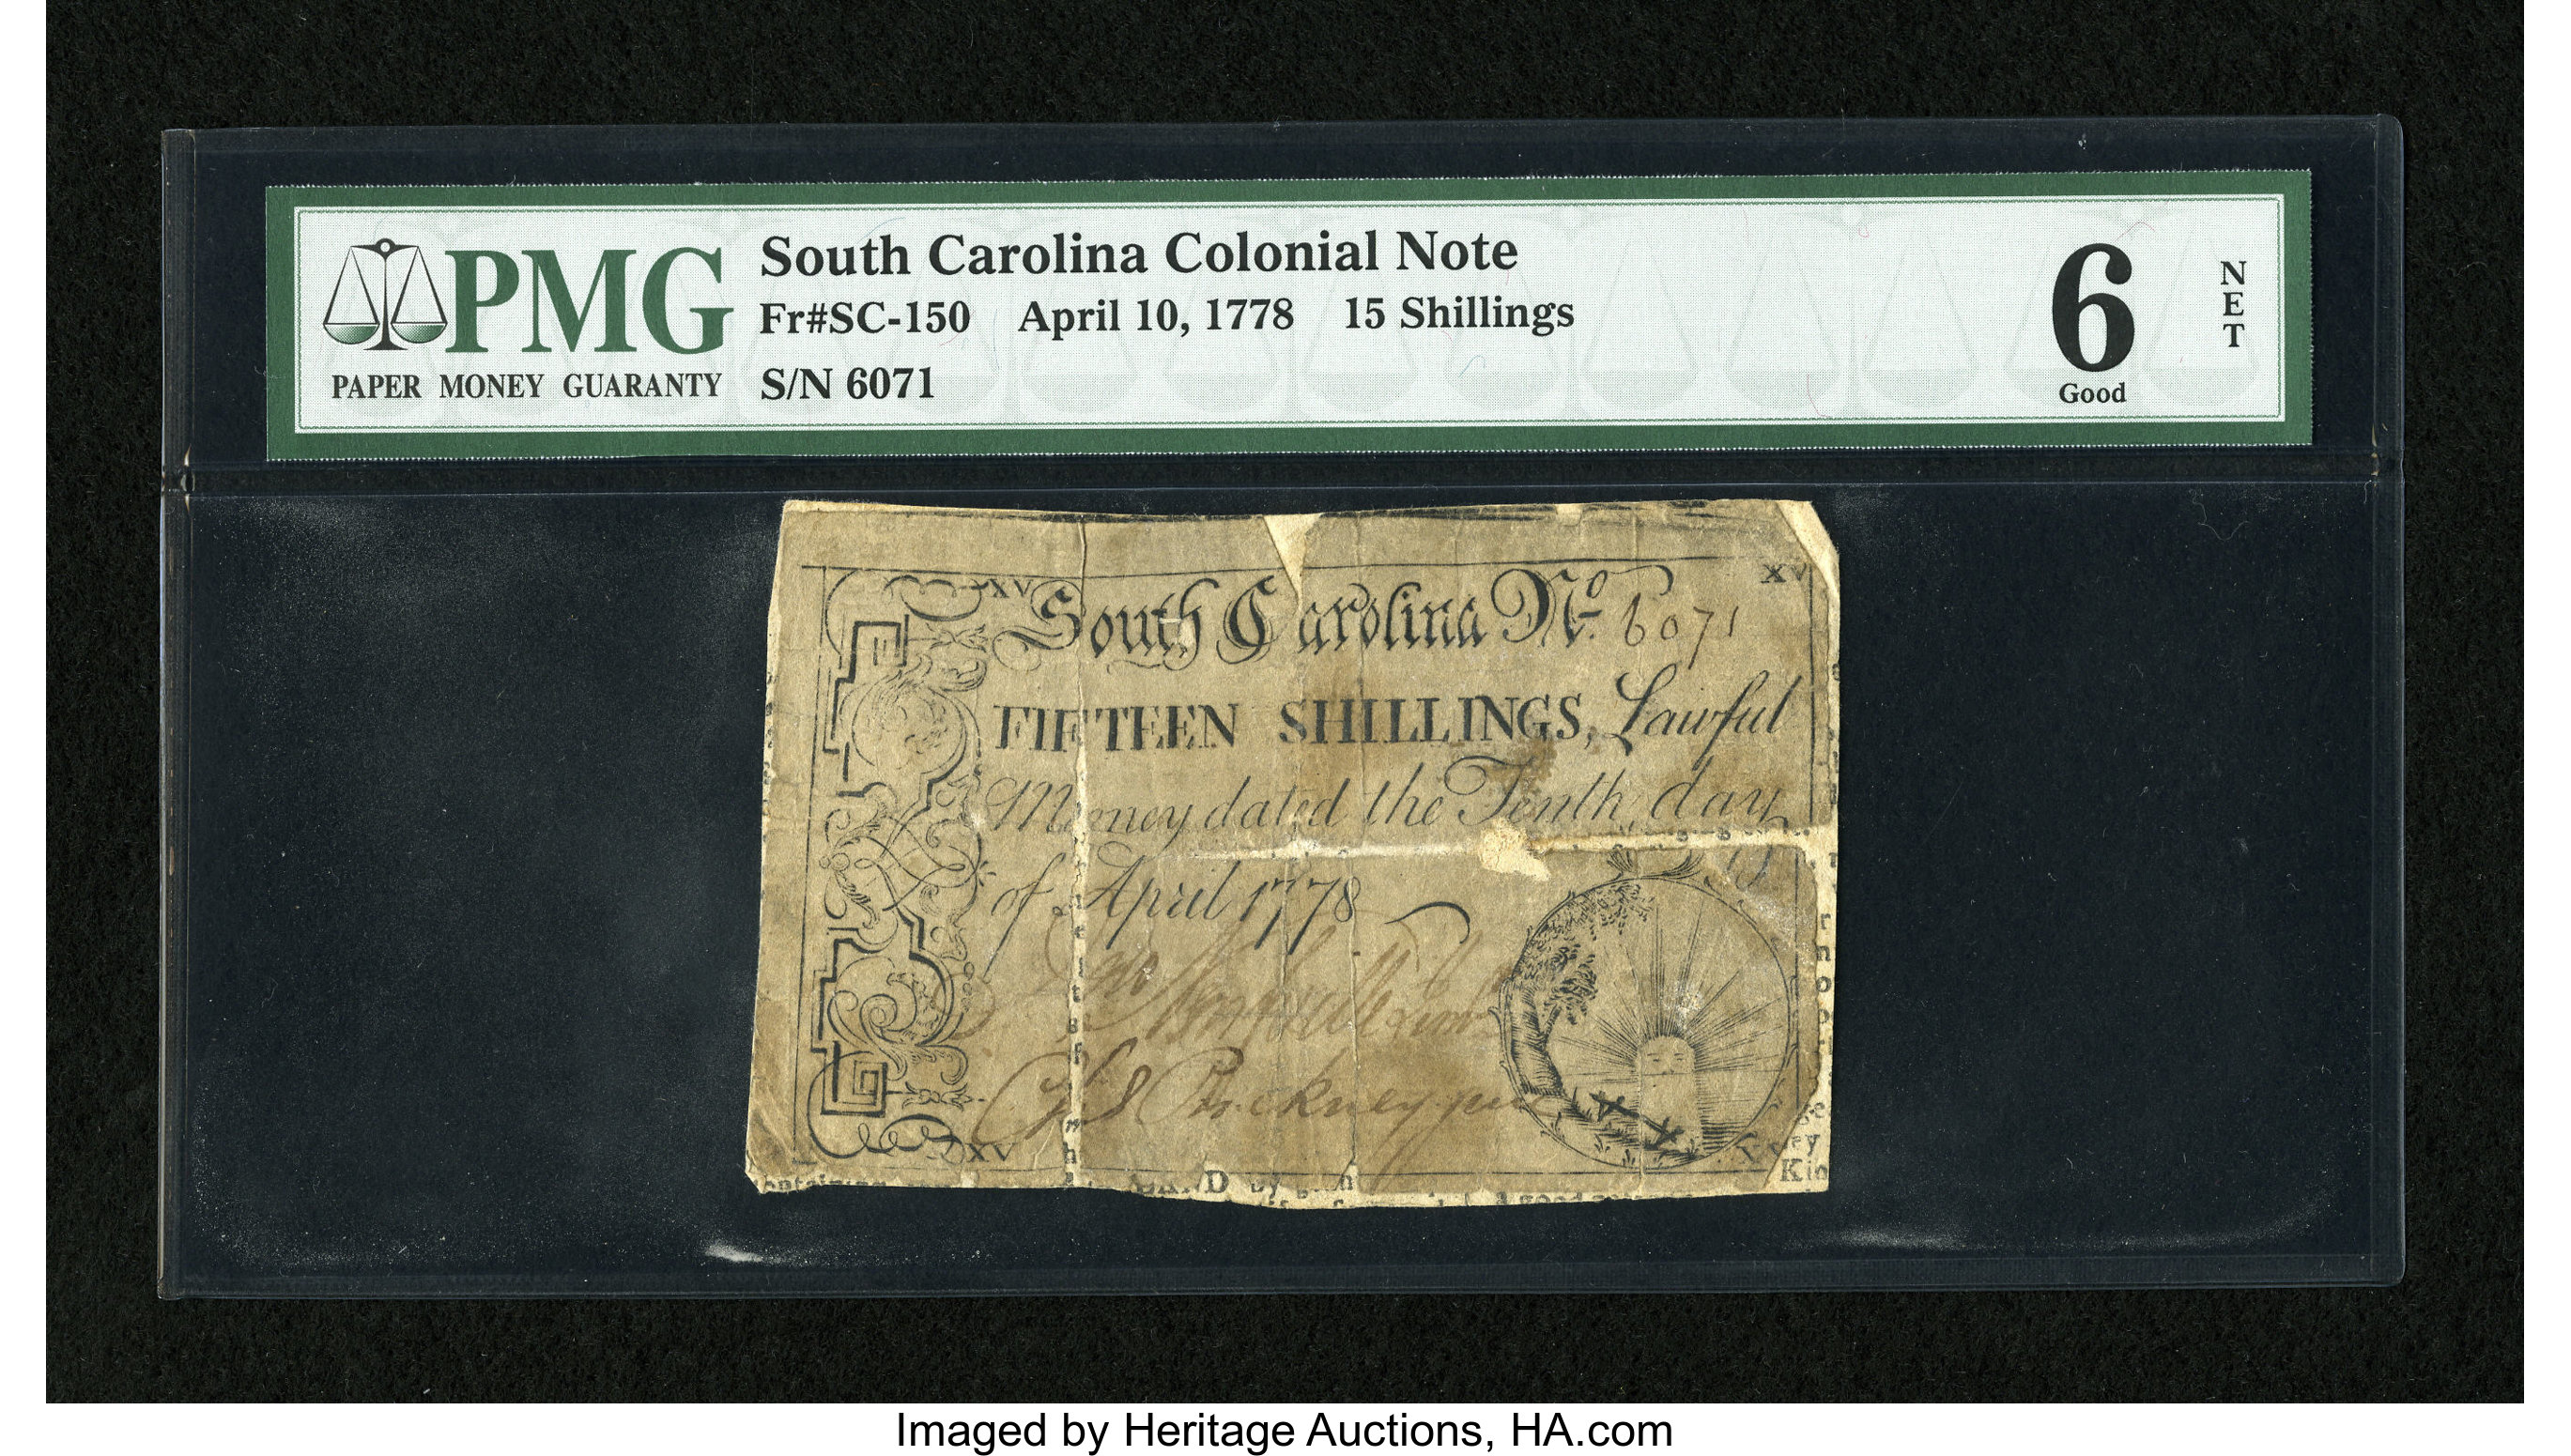 PMG
PAPER MONEY GUARANTY
South Carolina Colonial Note
Fr#SC-150 April 10, 1778 15 Shillings
S/N 6071
6
Good
NET
XV XV
South Carolina No. 6071
FIFTEEN SHILLINGS, Lawful
Money dated the Tenth day
of April 1778
XV
Kin
Imaged by Heritage Auctions, HA.com